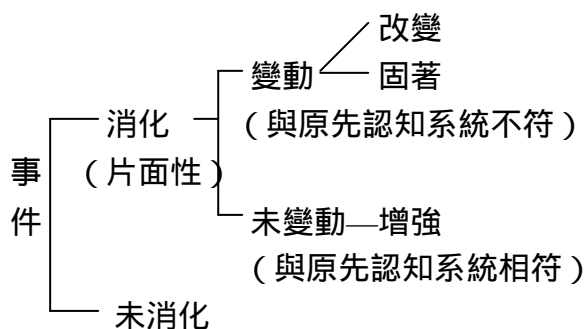 改變
變動
固著
消化
（與原先認知系統不符）
事件
（片面性）
未變動—增強
（與原先認知系統相符）
未消化